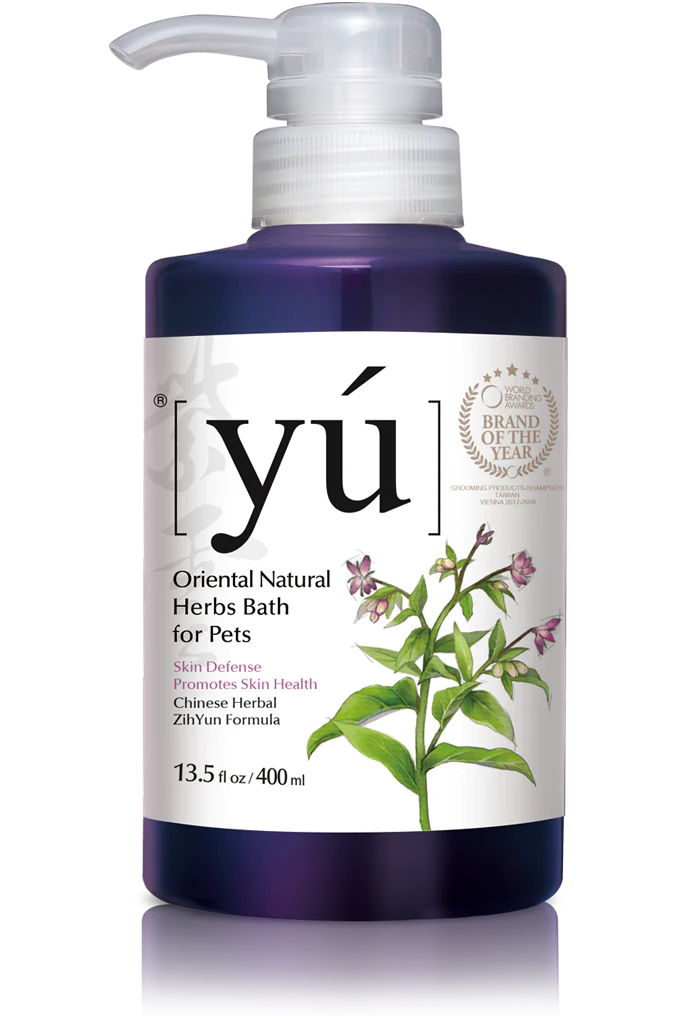 ®
[yú]
WORLD
BRANDING
AWARDS
BRAND
OF THE
YEAR
®
GROOMING PRODUCTS-SHAMPOOS
TAIWAN
VIENNA 2017-2018
Oriental Natural
Herbs Bath
for Pets
Skin Defense
Promotes Skin Health
Chinese Herbal
ZihYun Formula
13.5 fl oz / 400 ml